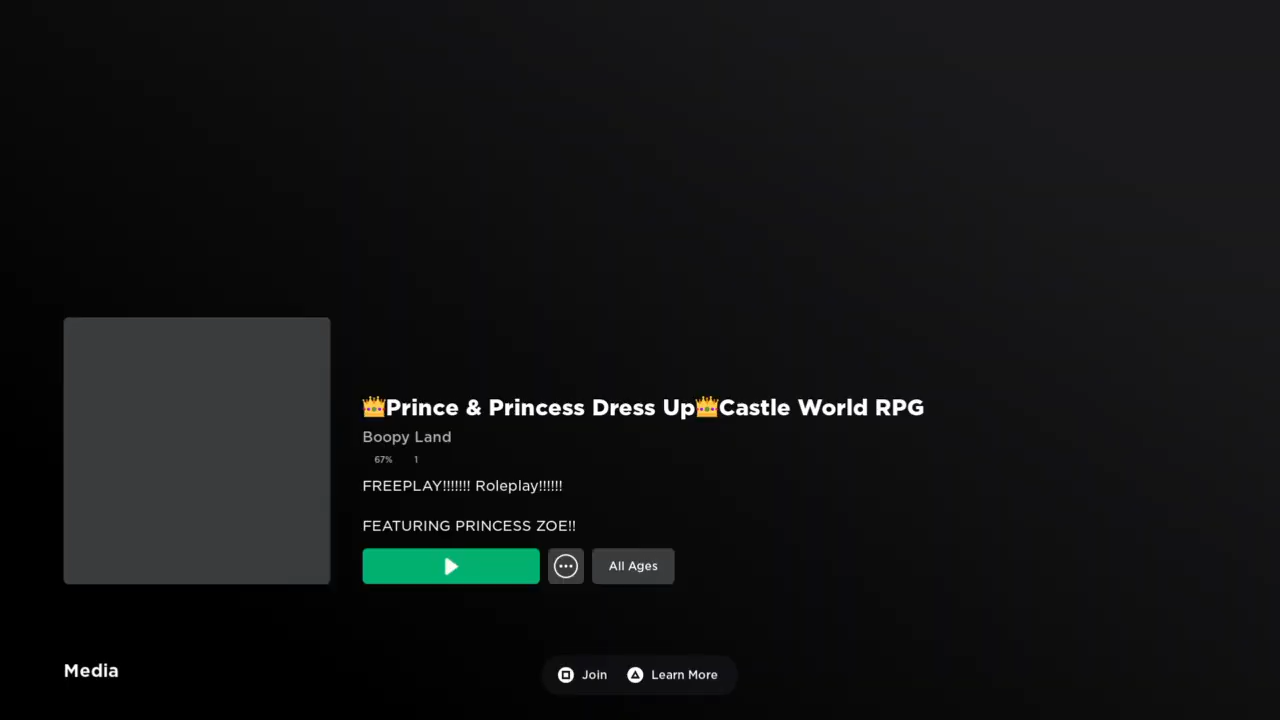 👑Prince & Princess Dress Up👑Castle World RPG
Boopy Land
67% 1
FREEPLAY!!!!!!! Roleplay!!!!!!
FEATURING PRINCESS ZOE!!
All Ages
Media
Join Learn More